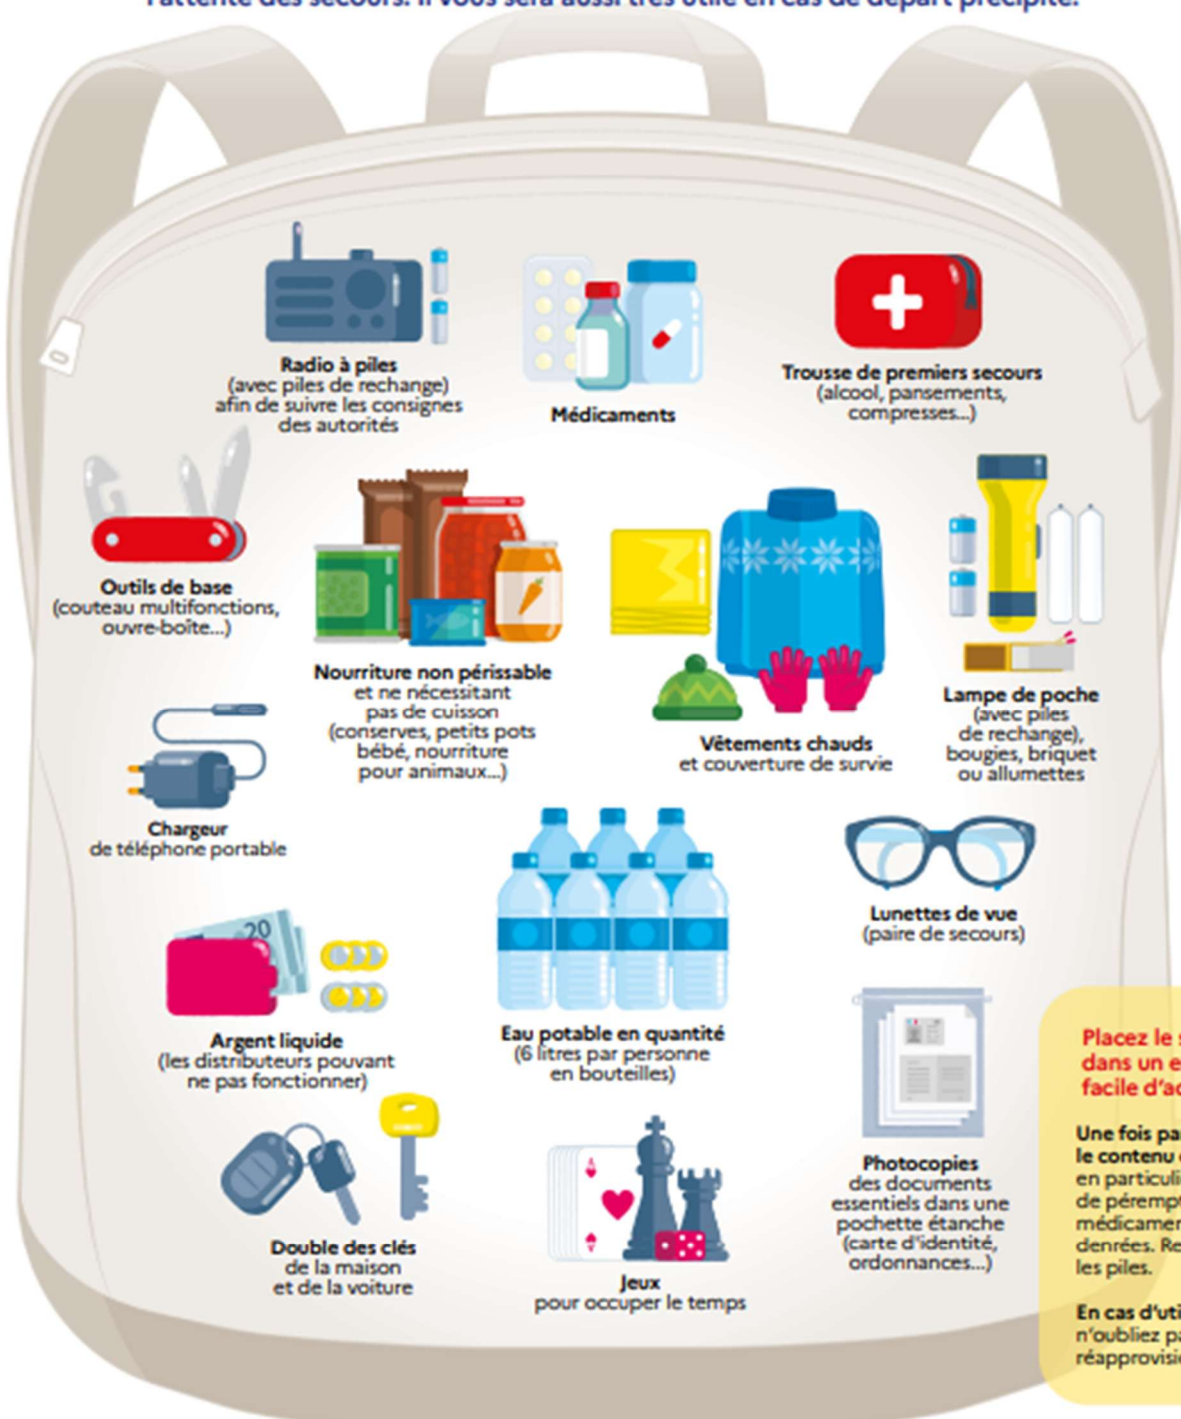 l'attente des secours. Il vous sera aussi très utile en cas de départ précipité.
Radio à piles
(avec piles de rechange)
afin de suivre les consignes
des autorités
Médicaments
Trousse de premiers secours
(alcool, pansements,
compresses...)
Outils de base
(couteau multifonctions,
ouvre-boîte...)
Nourriture non périssable
et ne nécessitant
pas de cuisson
(conserves, petits pots
bébé, nourriture
pour animaux...)
Vêtements chauds
et couverture de survie
Lampe de poche
(avec piles
de rechange),
bougies, briquet
ou allumettes
Chargeur
de téléphone portable
Lunettes de vue
(paire de secours)
20
Argent liquide
(les distributeurs pouvant
ne pas fonctionner)
Eau potable en quantité
(6 litres par personne
en bouteilles)
Photocopies
des documents
essentiels dans une
pochette étanche
(carte d'identité,
ordonnances...)
Double des clés
de la maison
et de la voiture
A
Jeux
pour occuper le temps
Placez le s
dans un e
facile d'ac
Une fois pa
le contenu
en particuli
de pérempt
médicamen
denrées. Re
les piles.
En cas d'uti
n'oubliez pa
réapprovisi